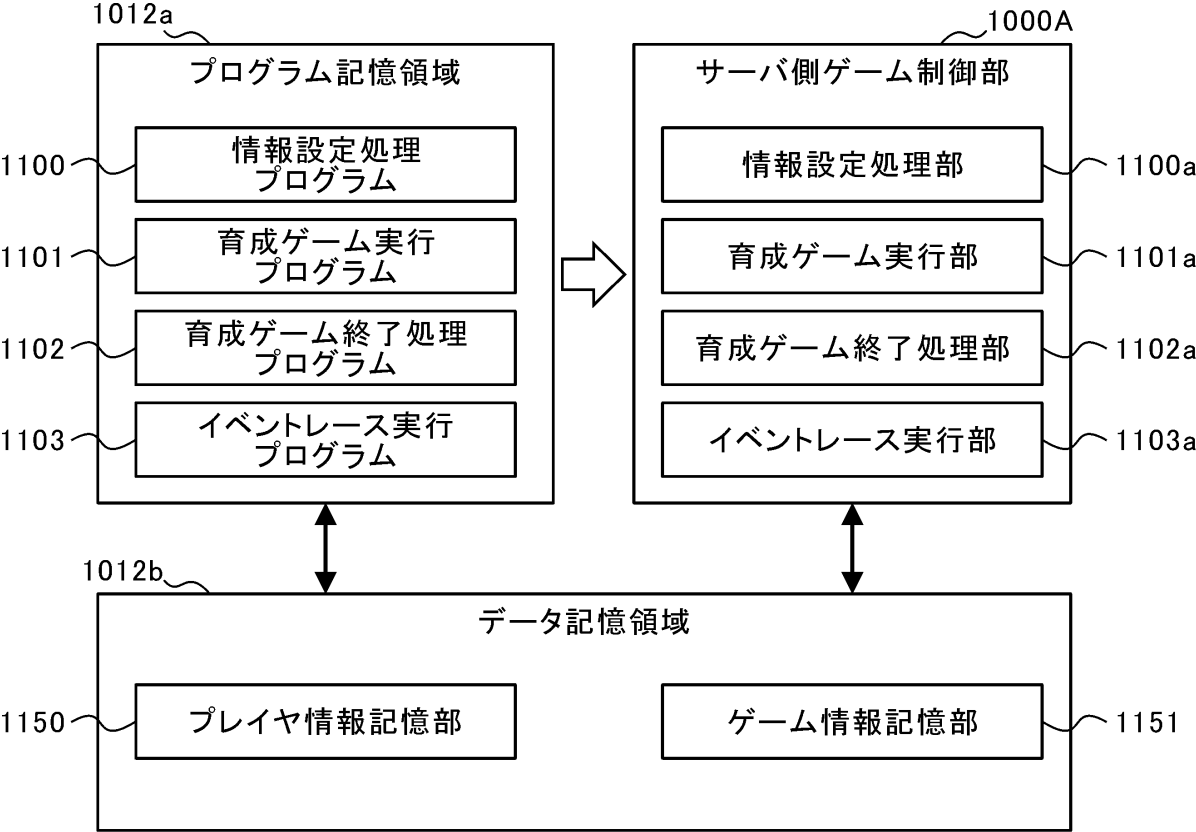 1012a
プログラム記憶領域
1100
情報設定処理
プログラム
1101
育成ゲーム実行
プログラム
1102
育成ゲーム終了処理
プログラム
1103
イベントレース実行
プログラム
1000A
サーバ側ゲーム制御部
情報設定処理部
1100a
育成ゲーム実行部
1101a
育成ゲーム終了処理部
1102a
イベントレース実行部
1103a
1012b
データ記憶領域
1150
プレイヤ情報記憶部
ゲーム情報記憶部
1151